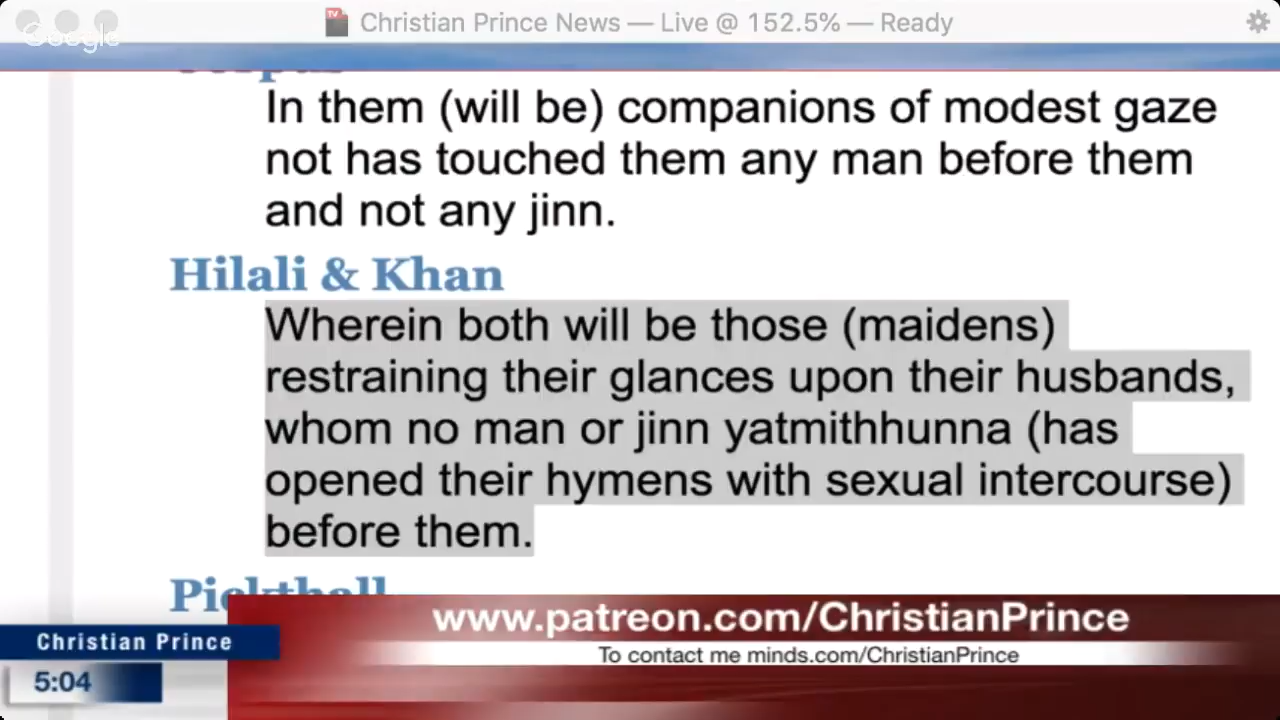 Christian Prince News — Live @ 152.5% — Ready
Google
In them (will be) companions of modest gaze
not has touched them any man before them
and not any jinn.
Hilali & Khan
Wherein both will be those (maidens)
restraining their glances upon their husbands,
whom no man or jinn yatmithhunna (has
opened their hymens with sexual intercourse)
before them.
Pickthall
www.patreon.com/ChristianPrince
Christian Prince
To contact me minds.com/ChristianPrince
5:04